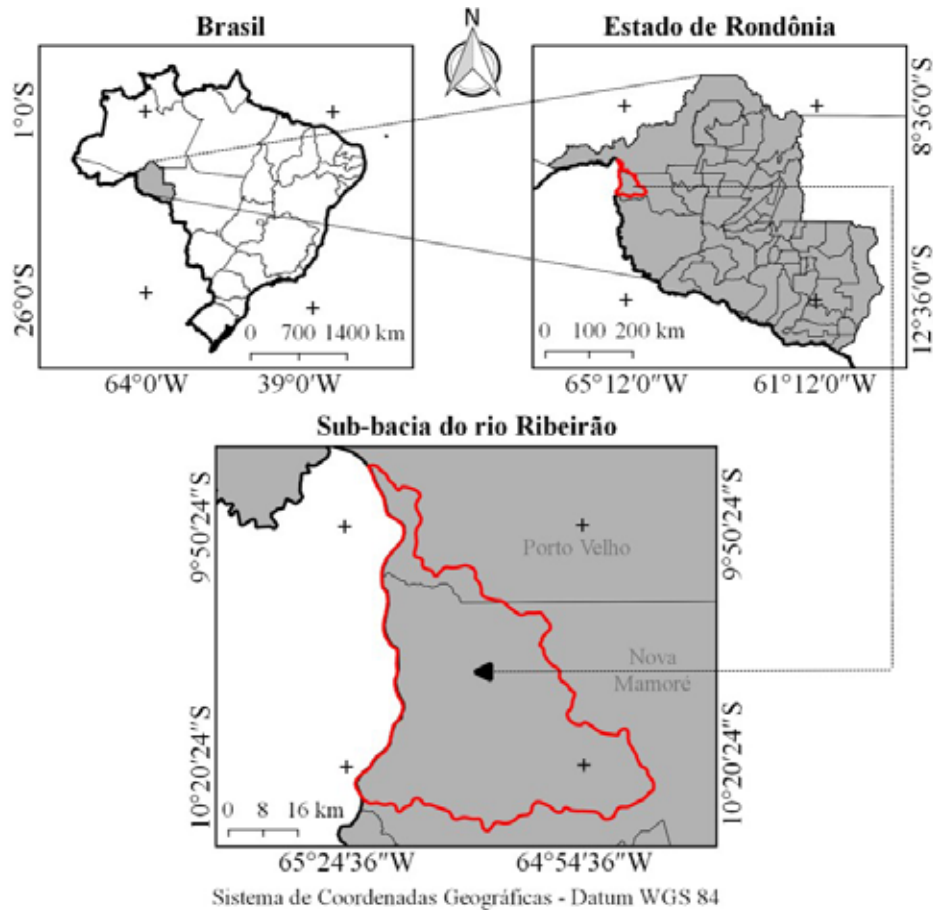 Brasil
N
Estado de Rondônia
1°0'S
26°0'S
0 700 1400 km
64°0'W 39°0'W
8°36'0"S
12°36'0"S
0 100 200 km
65°12'0"W 61°12'0"W
Sub-bacia do rio Ribeirão
9°50'24"S
10°20'24"S
Porto Velho
Nova
Mamoré
9°50'24"S
10°20'24"S
0 8 16 km
65°24'36"W 64°54'36"W
Sistema de Coordenadas Geográficas - Datum WGS 84